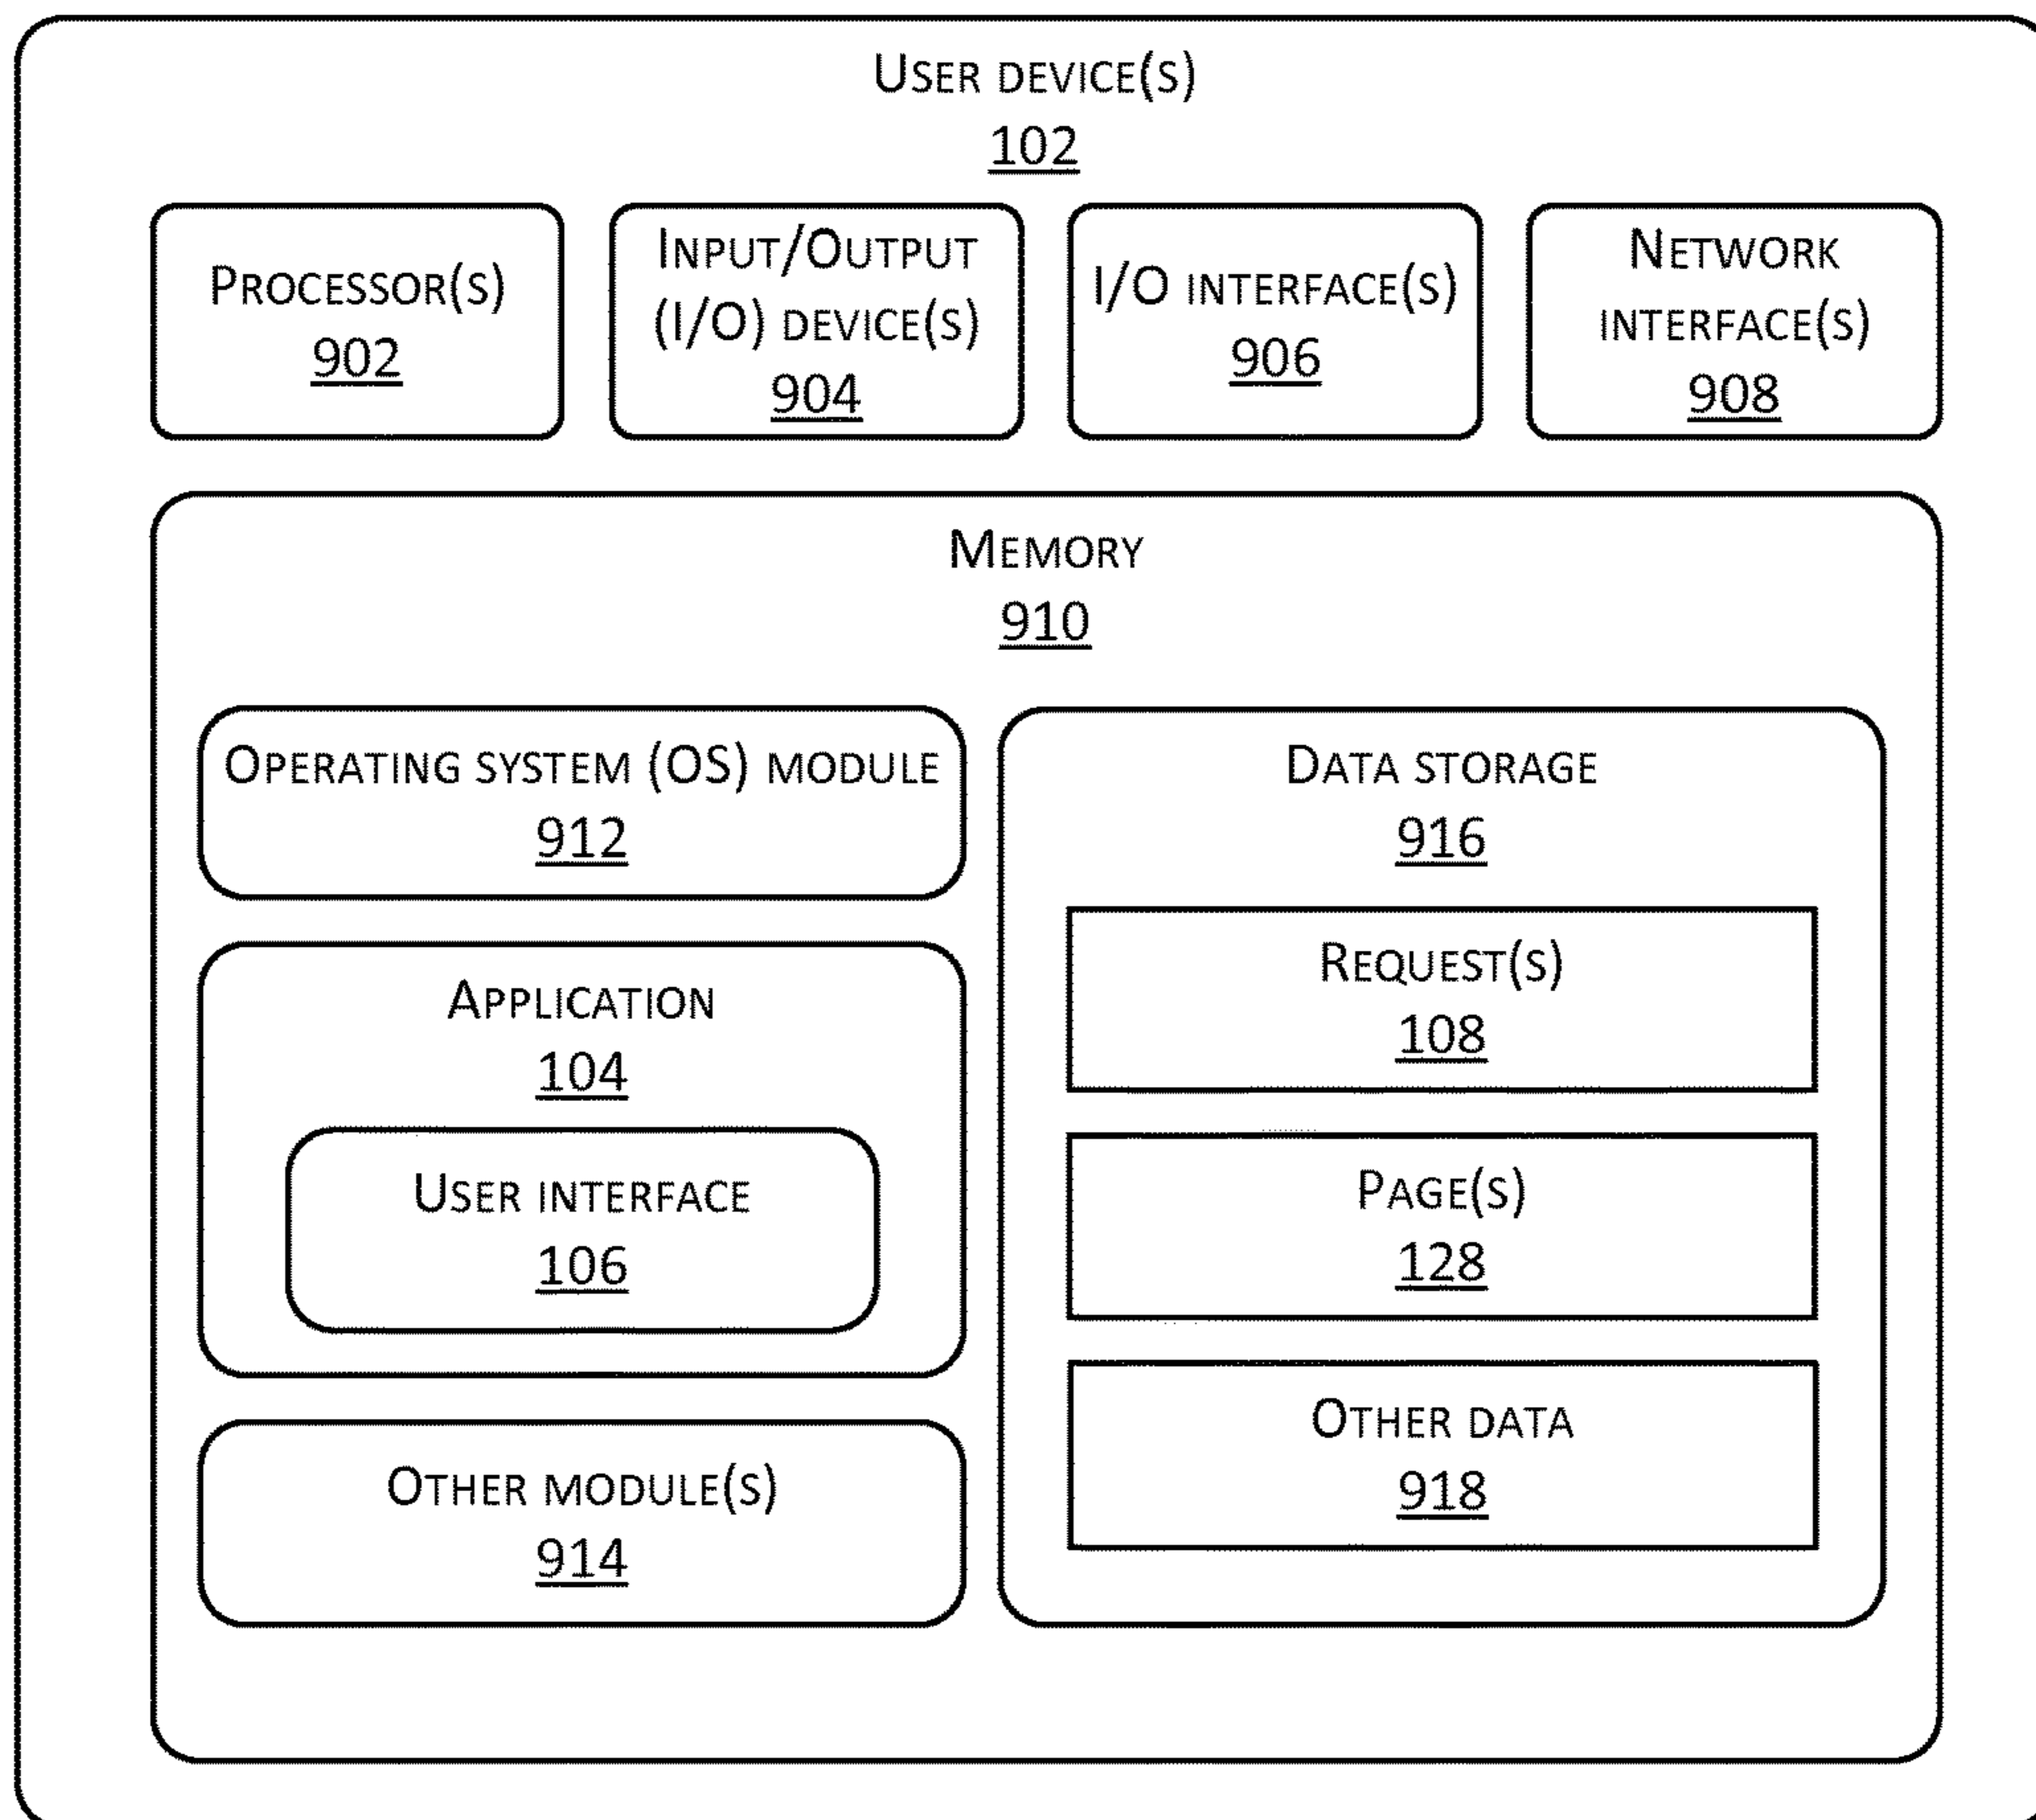 User device(s)
102
Processor(s)
902
Input/Output
(I/O) device(s)
904
I/O interface(s)
906
Network
interface(s)
908
Memory
910
Operating system (OS) module
912
Application
104
User interface
106
Other module(s)
914
Data storage
916
Request(s)
108
Page(s)
128
Other data
918